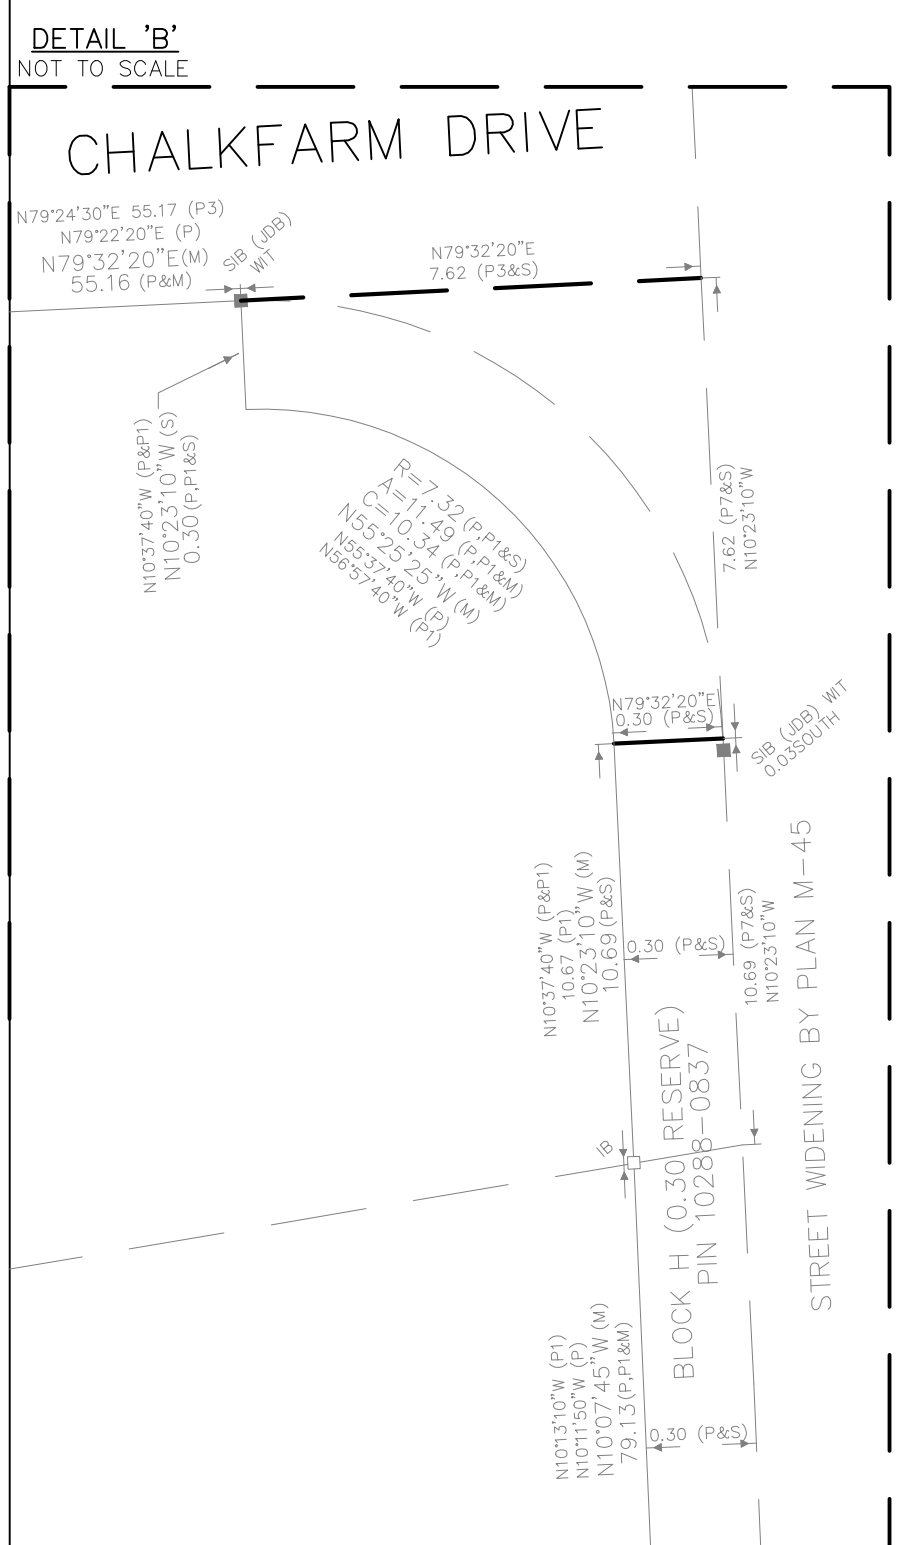 DETAIL 'B'
NOT TO SCALE
CHALKFARM DRIVE
N79°24'30"E 55.17 (P3)
N79°22'20"E (P)
N79°32'20"E(M)
55.16 (P&M)
SIB (JDB)
WIT
N79°32'20"E
7.62 (P3&S)
N10°37'40"W (P&P1)
N10°23'10"W (S)
0.30 (P,P1&S)
R=7.32 (P,P1&S)
A=11.49 (P,P1&M)
C=10.34 (P,P1&M)
N55°25'25"W (M)
N55°37'40"W (P)
N56°57'40"W (P1)
7.62 (P7&S)
N10°23'10"W
N79°32'20"E
0.30 (P&S)
SIB (JDB) WIT
0.03SOUTH
N10°37'40"W (P&P1)
10.67 (P1)
N10°23'10"W (M)
10.69 (P&S)
0.30 (P&S)
10.69 (P7&S)
N10°23'10"W
STREET WIDENING BY PLAN M-45
BLOCK H (0.30 RESERVE)
PIN 10288-0837
IB
N10°13'10"W (P1)
N10°11'50"W (P)
N10°07'45"W (M)
79.13(P,P1&M)
0.30 (P&S)